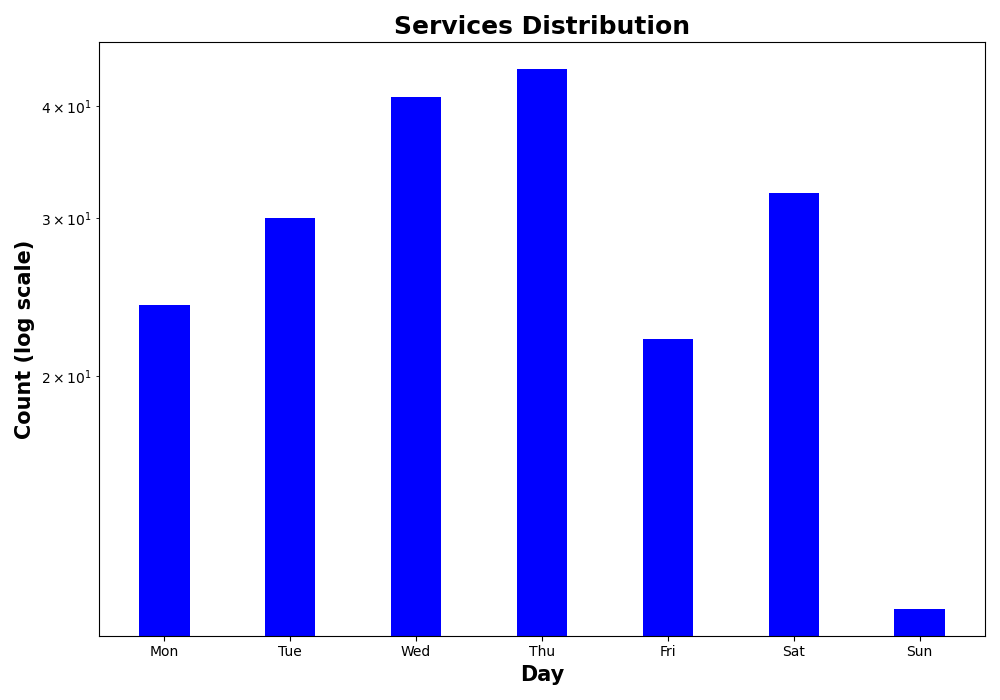 Services Distribution
Count (log scale)
4 × 10¹
3 × 10¹
2 × 10¹
Mon Tue Wed Thu Fri Sat Sun
Day